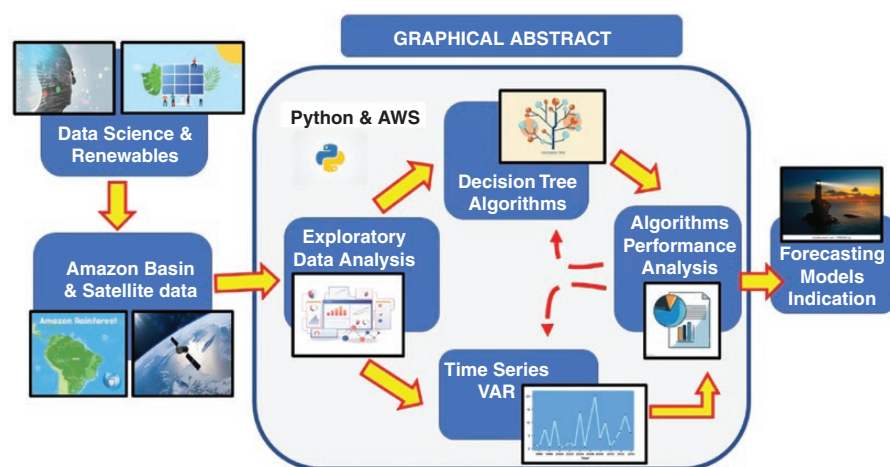 GRAPHICAL ABSTRACT
Data Science &
Renewables
Amazon Basin
& Satellite data
Amazon Rainforest
Python & AWS
Exploratory
Data Analysis
Decision Tree
Algorithms
Time Series
VAR
Algorithms
Performance
Analysis
Forecasting
Models
Indication